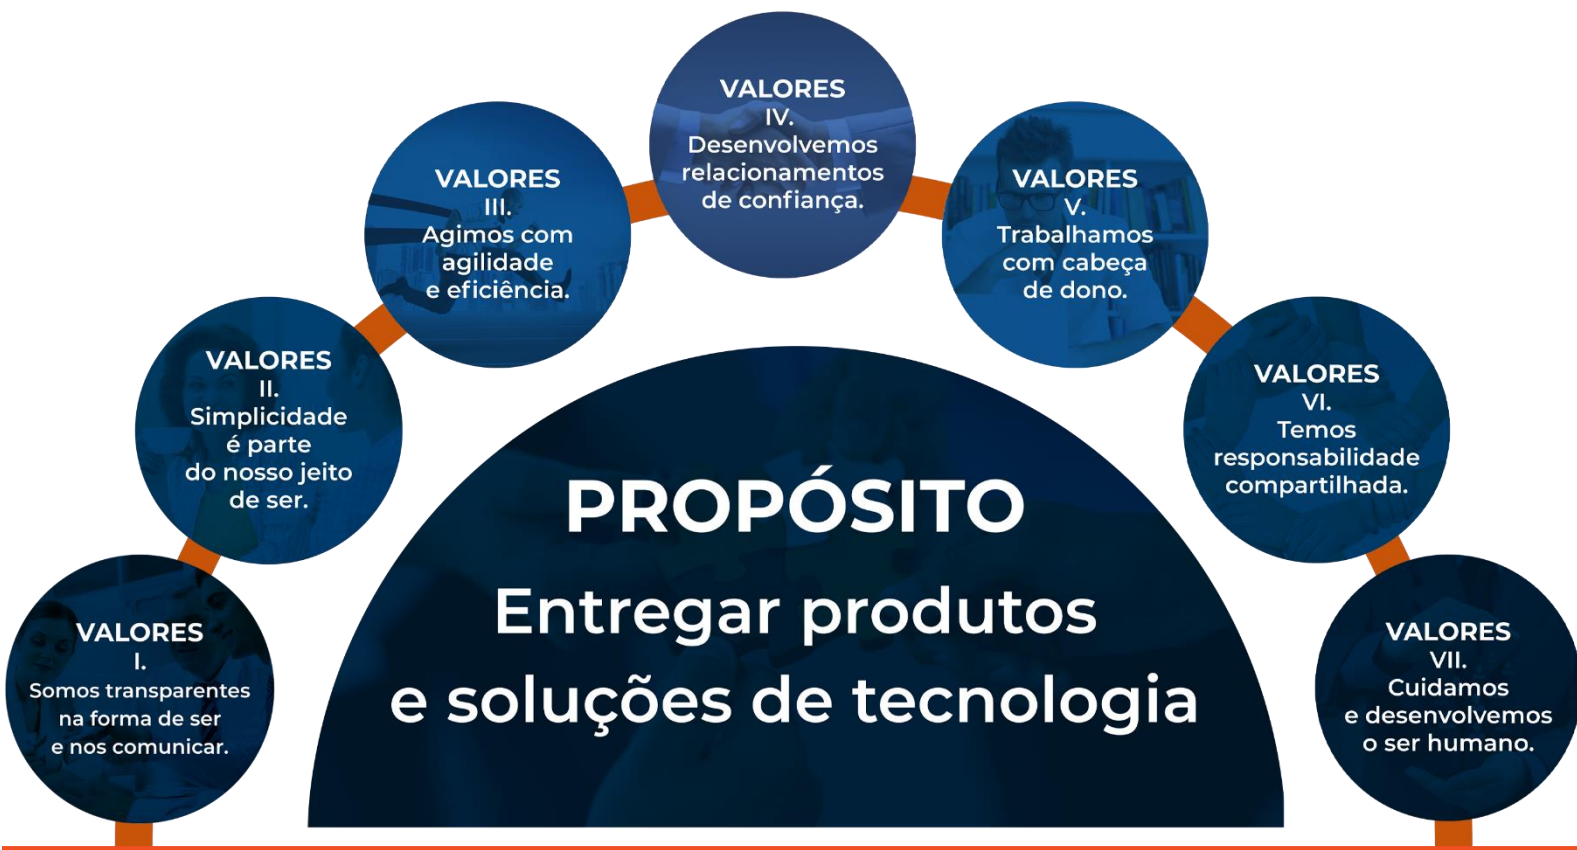 VALORES
I.
Somos transparentes
na forma de ser
e nos comunicar.
VALORES
II.
Simplicidade
é parte
do nosso jeito
de ser.
VALORES
III.
Agimos com
agilidade
e eficiência.
VALORES
IV.
Desenvolvemos
relacionamentos
de confiança.
VALORES
V.
Trabalhamos
com cabeça
de dono.
VALORES
VI.
Temos
responsabilidade
compartilhada.
VALORES
VII.
Cuidamos
e desenvolvemos
o ser humano.
PROPÓSITO
Entregar produtos
e soluções de tecnologia